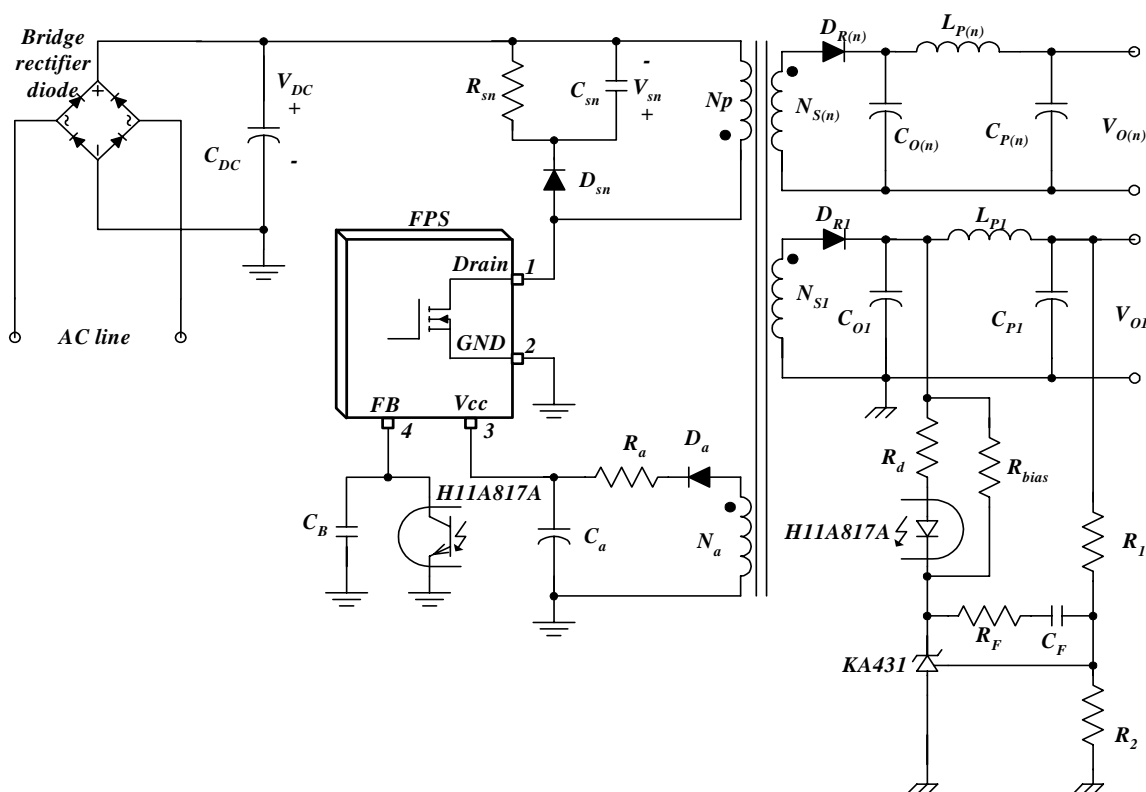 Bridge
rectifier
diode
V_DC
+
-
C_DC
AC line
+
~
~
-
R_sn
C_sn
-
V_sn
+
D_sn
Np
D_R(n)
L_P(n)
N_S(n)
C_O(n)
C_P(n)
V_O(n)
D_R1
L_P1
N_S1
C_O1
C_P1
V_O1
FPS
Drain
1
GND
2
FB
Vcc
4
3
H11A817A
C_B
R_a
D_a
C_a
N_a
R_d
R_bias
H11A817A
R_1
R_F
C_F
KA431
R_2